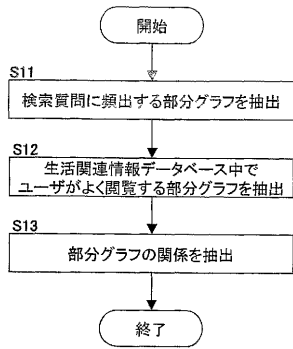 開始
S11
検索質問に頻出する部分グラフを抽出
S12
生活関連情報データベース中で
ユーザがよく閲覧する部分グラフを抽出
S13
部分グラフの関係を抽出
終了